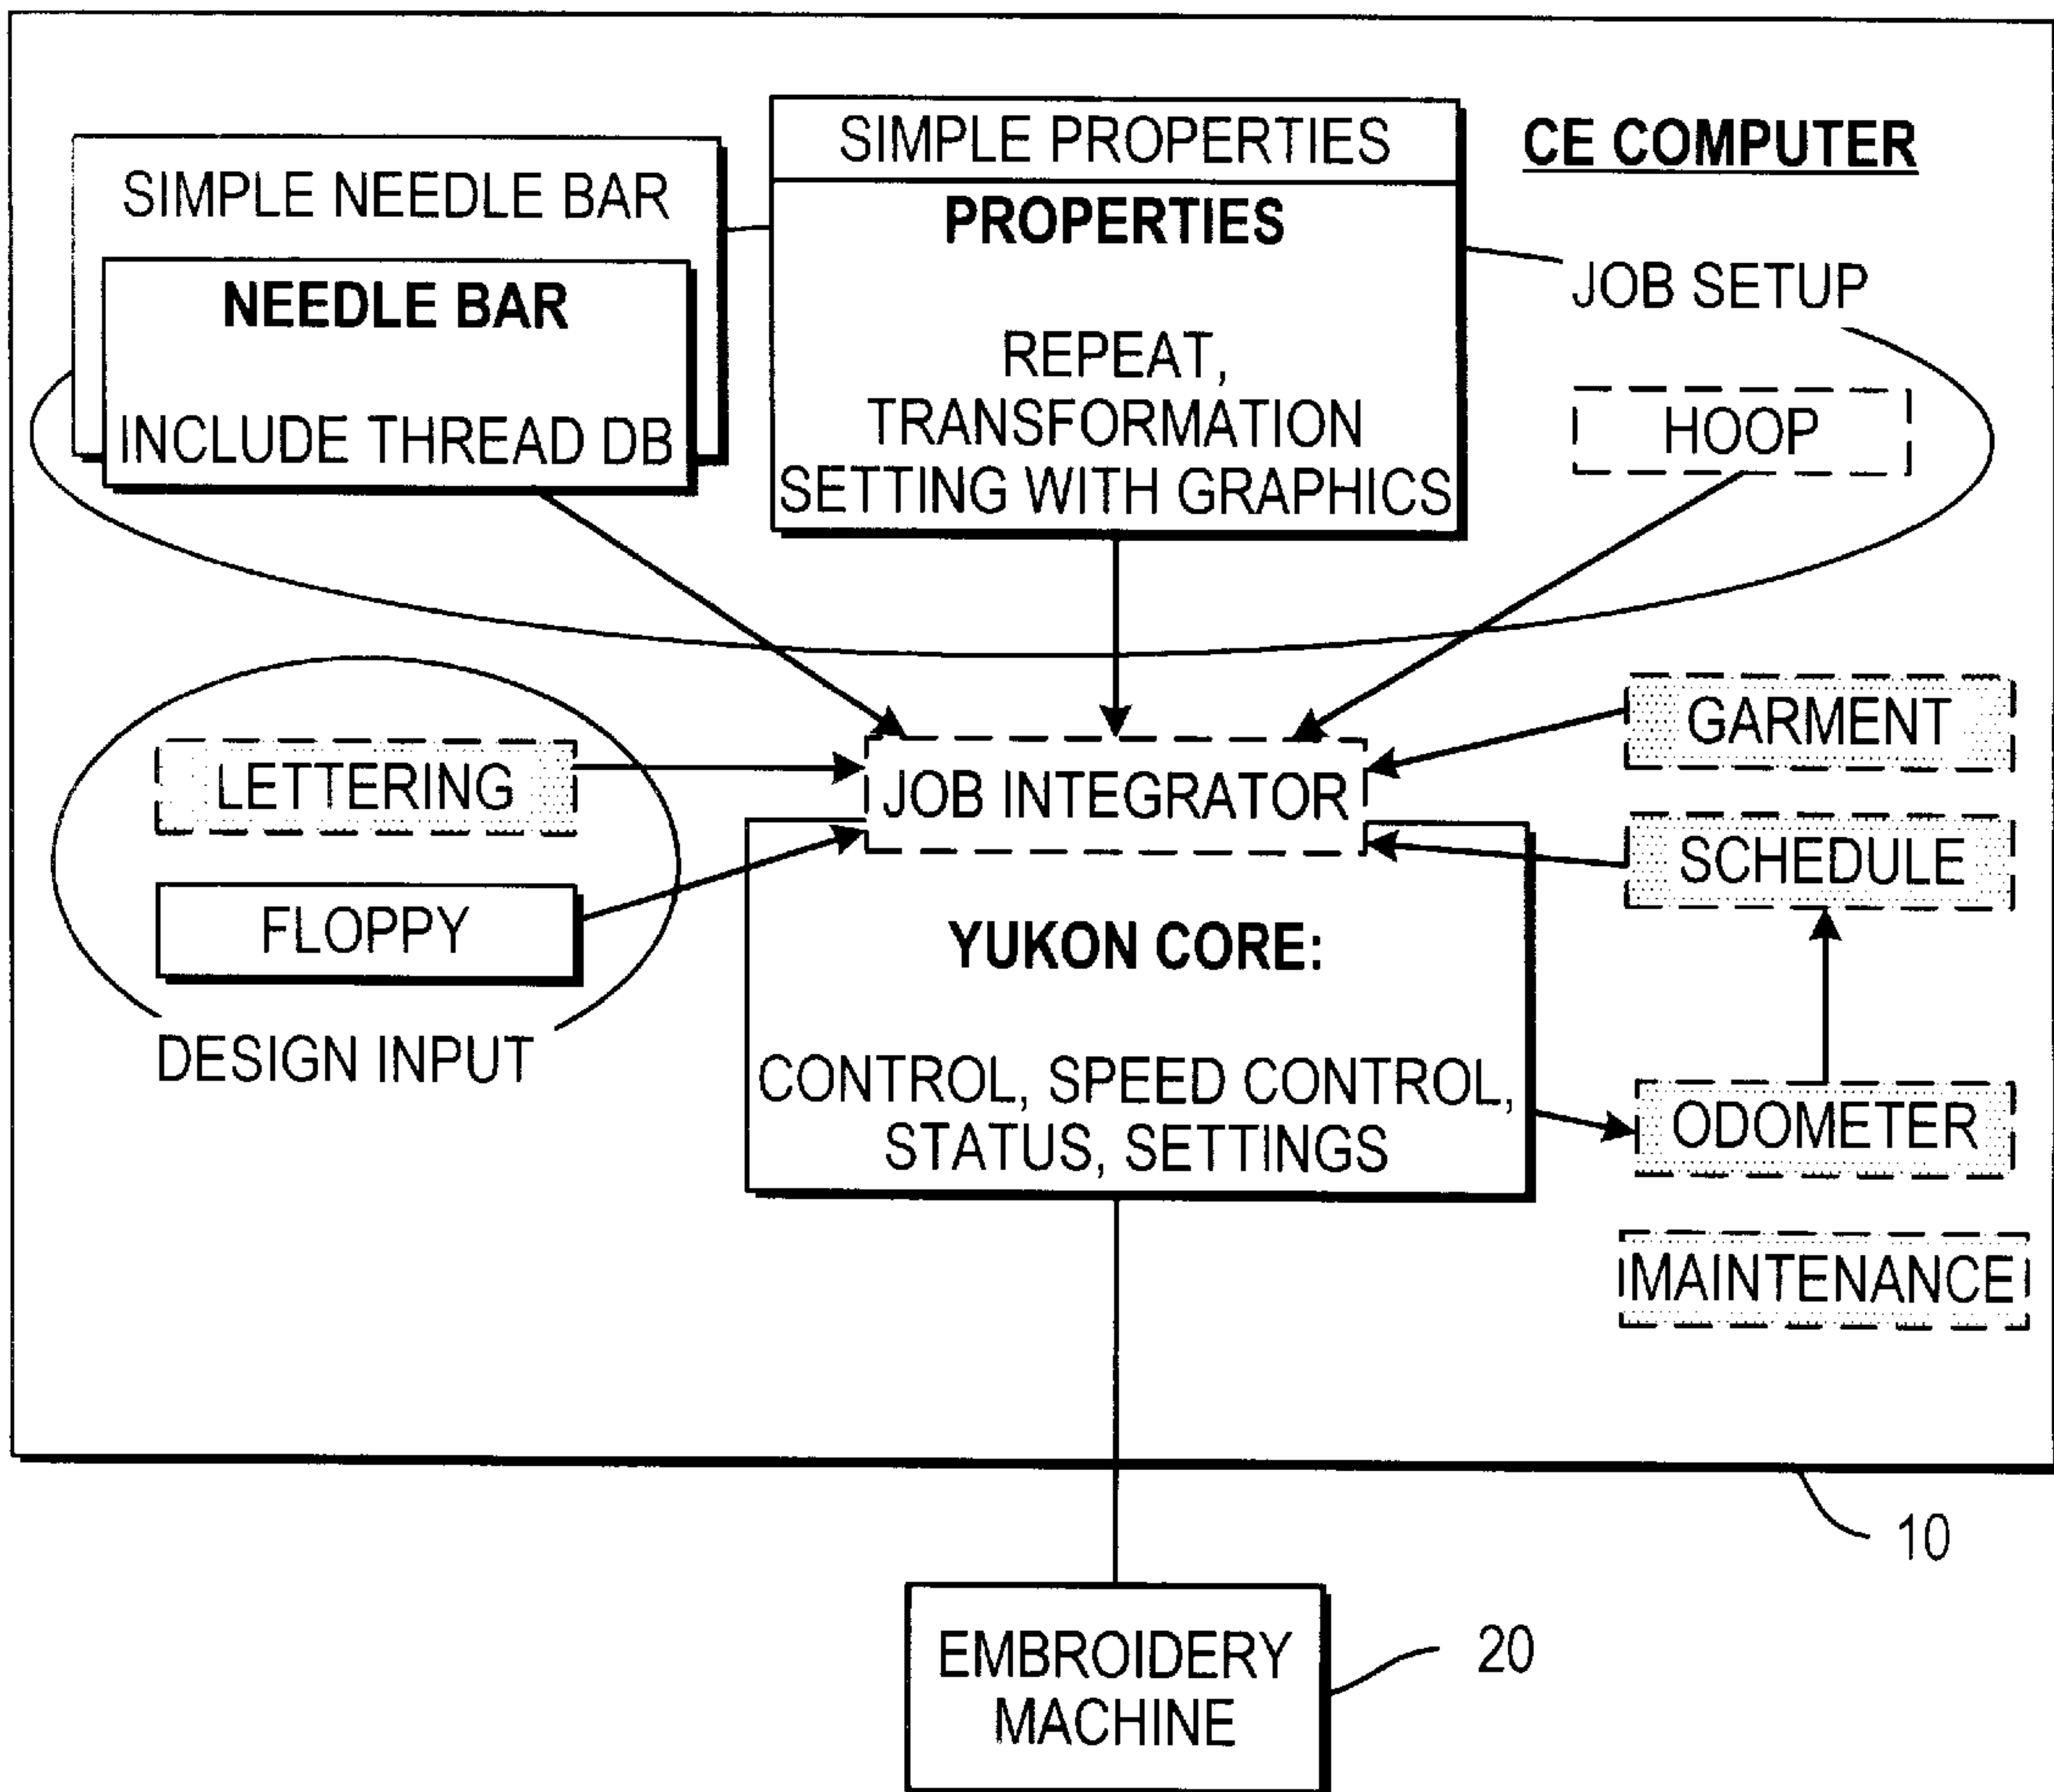 CE COMPUTER
SIMPLE NEEDLE BAR
NEEDLE BAR
INCLUDE THREAD DB
SIMPLE PROPERTIES
PROPERTIES
REPEAT,
TRANSFORMATION
SETTING WITH GRAPHICS
JOB SETUP
HOOP
LETTERING
FLOPPY
DESIGN INPUT
JOB INTEGRATOR
YUKON CORE:
CONTROL, SPEED CONTROL,
STATUS, SETTINGS
GARMENT
SCHEDULE
ODOMETER
MAINTENANCE
10
EMBROIDERY
MACHINE
20